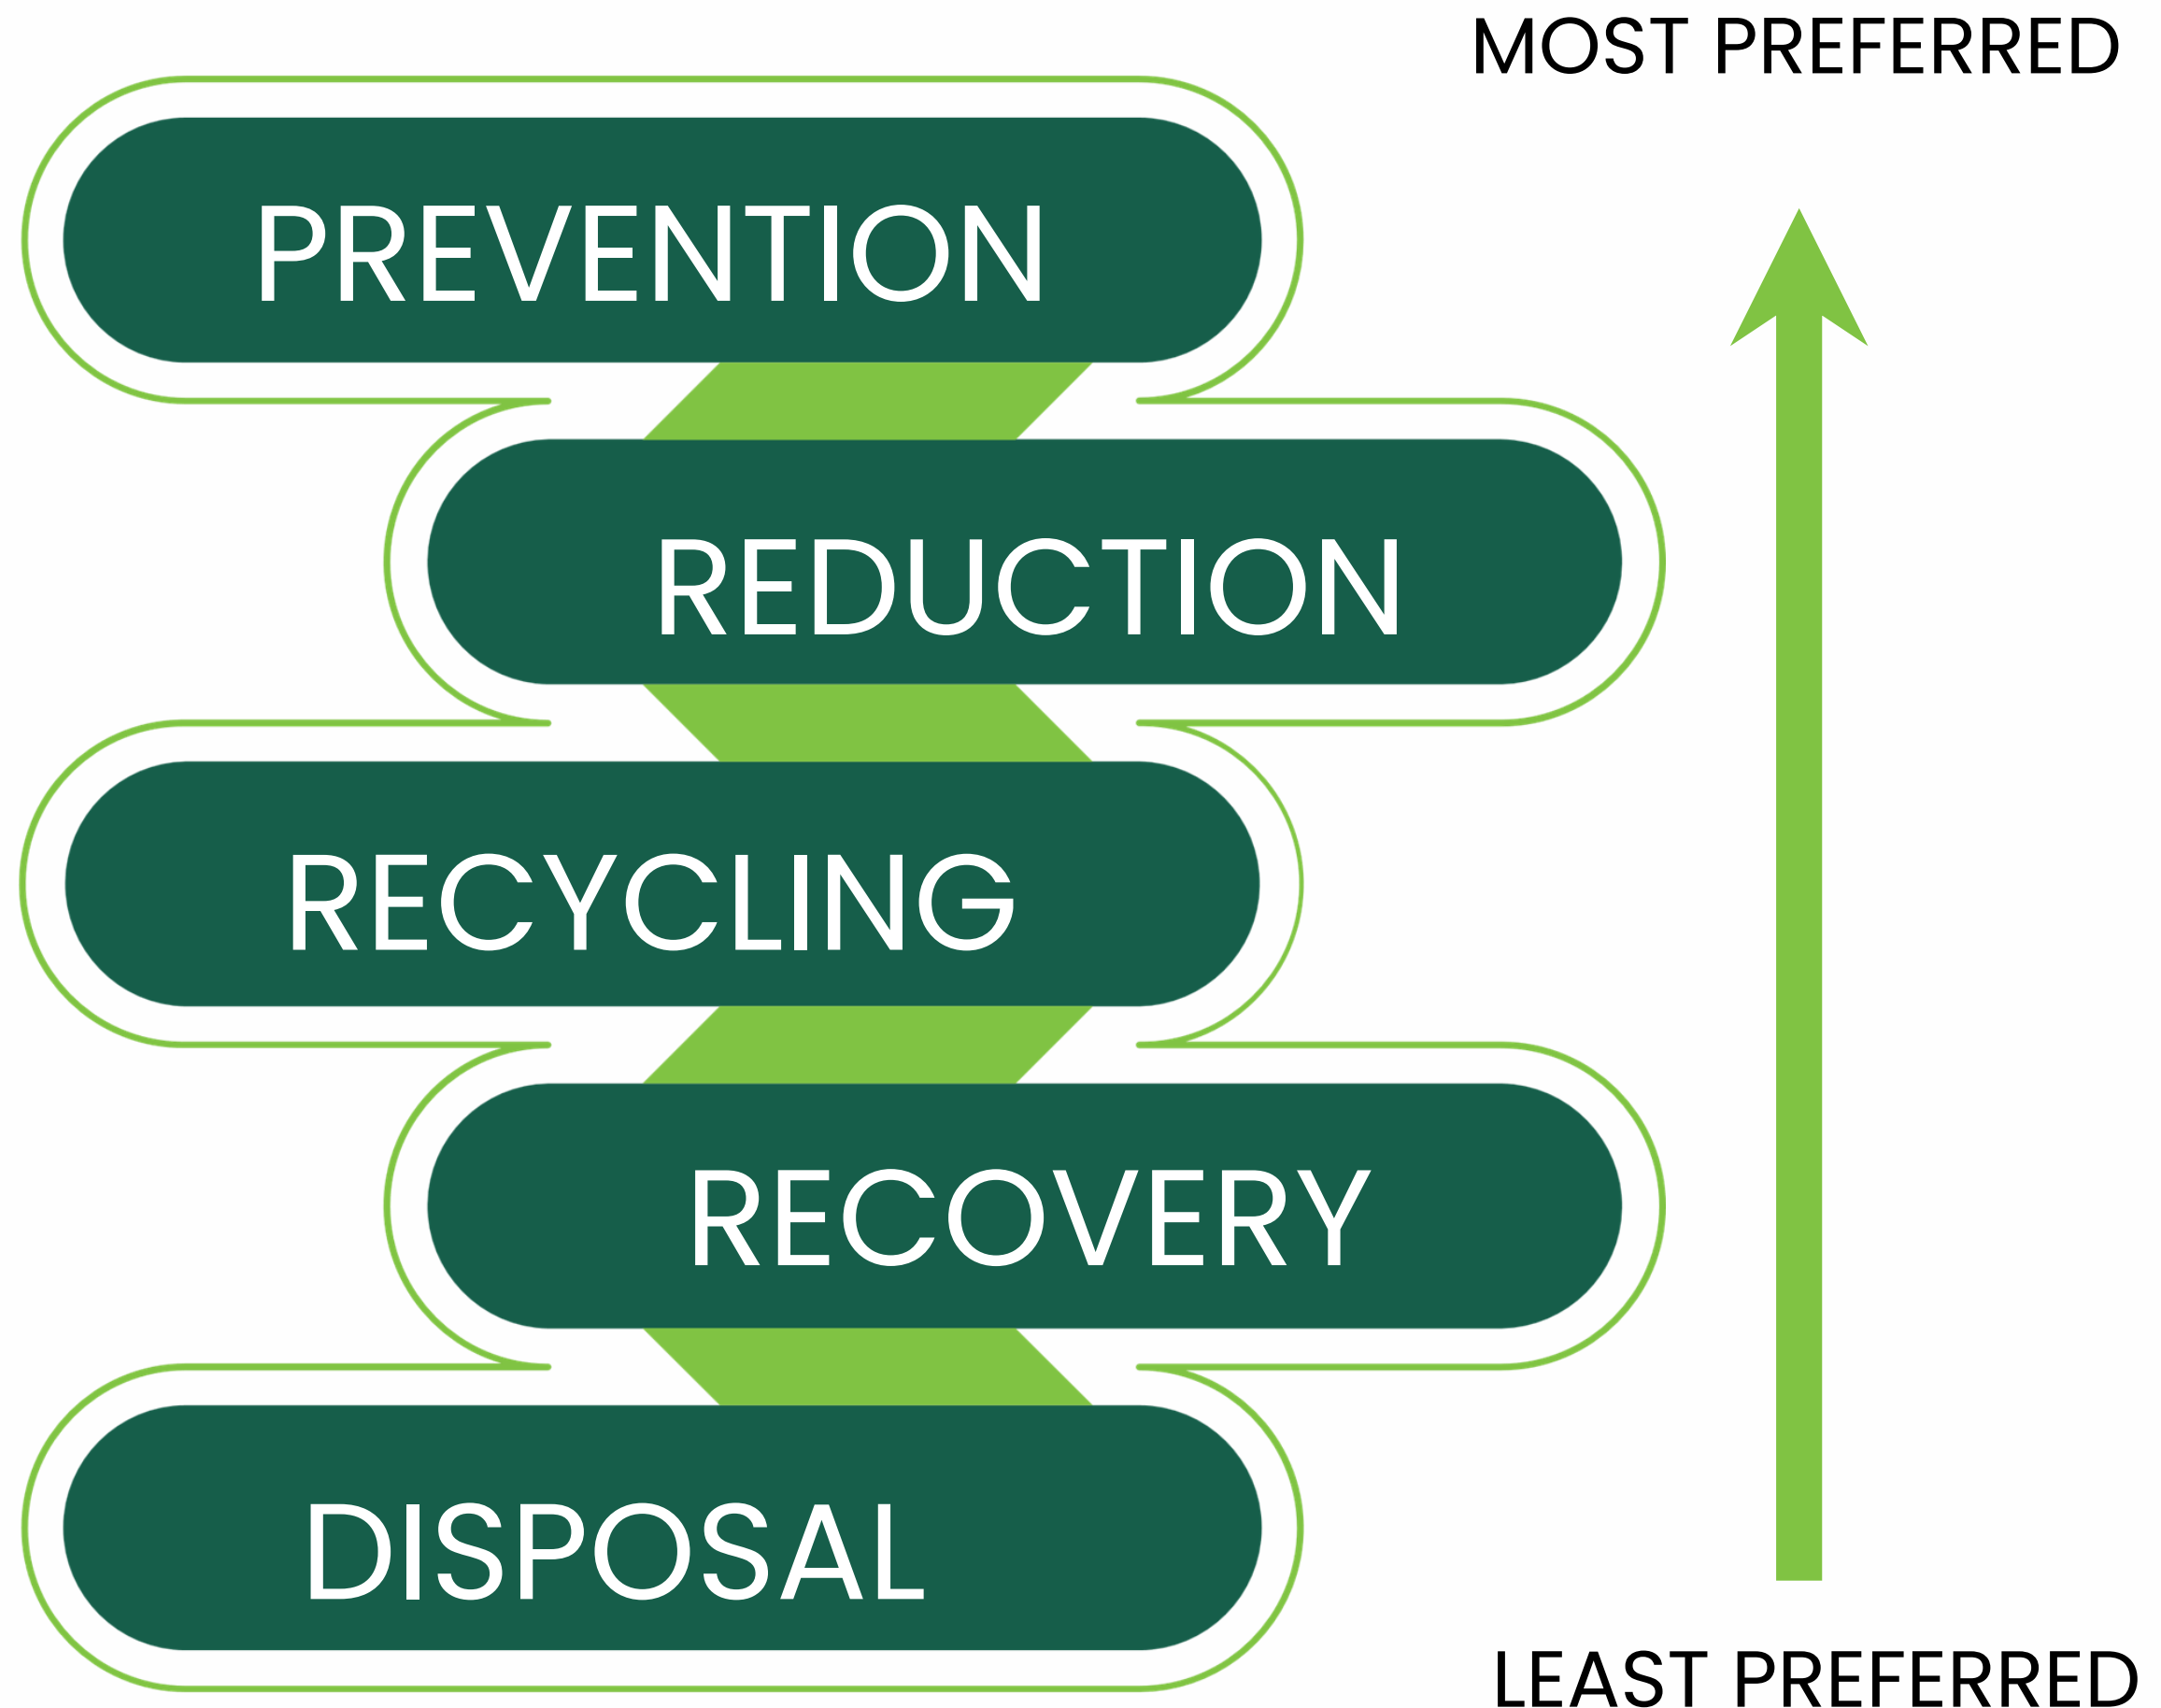 MOST PREFERRED
PREVENTION
REDUCTION
RECYCLING
RECOVERY
DISPOSAL
LEAST PREFERRED